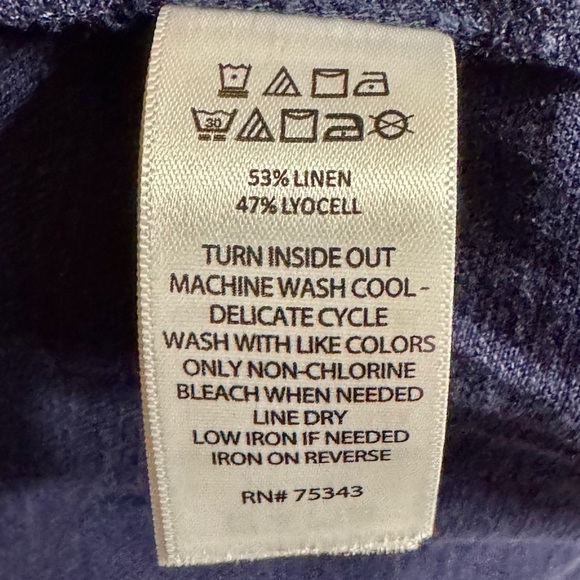 30
53% LINEN
47% LYOCELL
TURN INSIDE OUT
MACHINE WASH COOL -
DELICATE CYCLE
WASH WITH LIKE COLORS
ONLY NON-CHLORINE
BLEACH WHEN NEEDED
LINE DRY
LOW IRON IF NEEDED
IRON ON REVERSE
RN# 75343